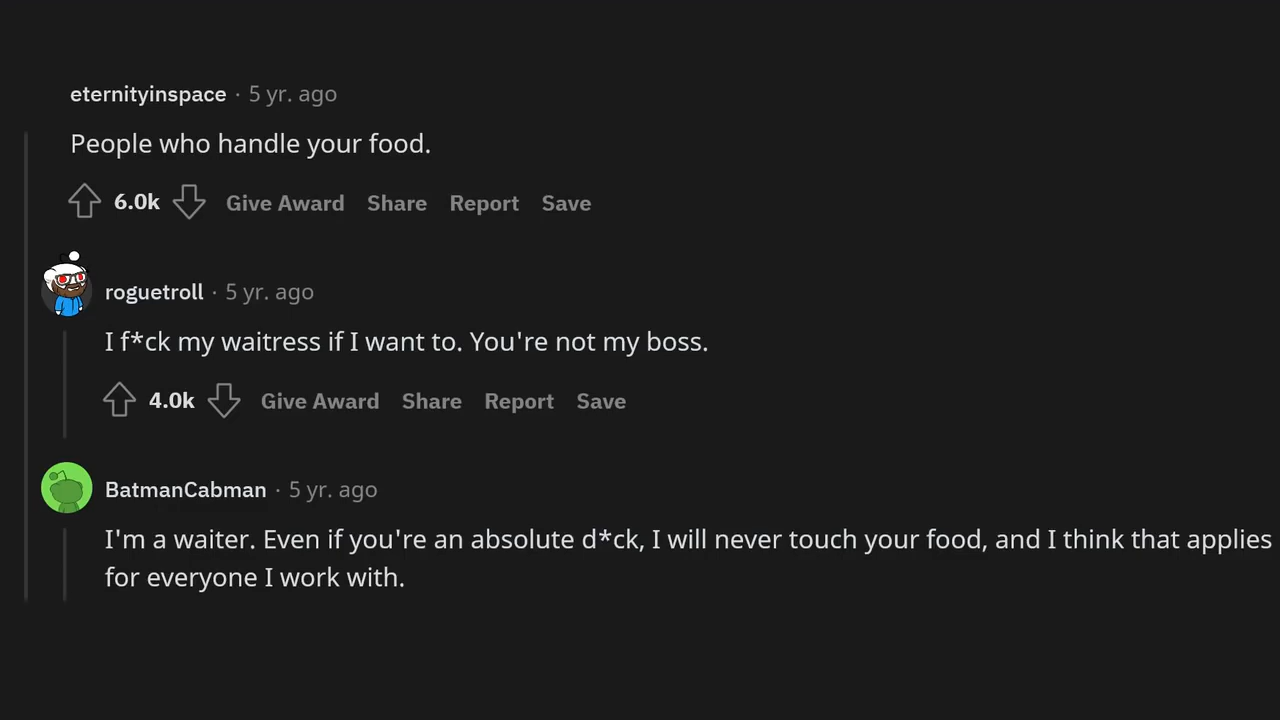 eternityinspace · 5 yr. ago
People who handle your food.
6.0k Give Award Share Report Save
roguetroll · 5 yr. ago
I f*ck my waitress if I want to. You're not my boss.
4.0k Give Award Share Report Save
BatmanCabman · 5 yr. ago
I'm a waiter. Even if you're an absolute d*ck, I will never touch your food, and I think that applies
for everyone I work with.